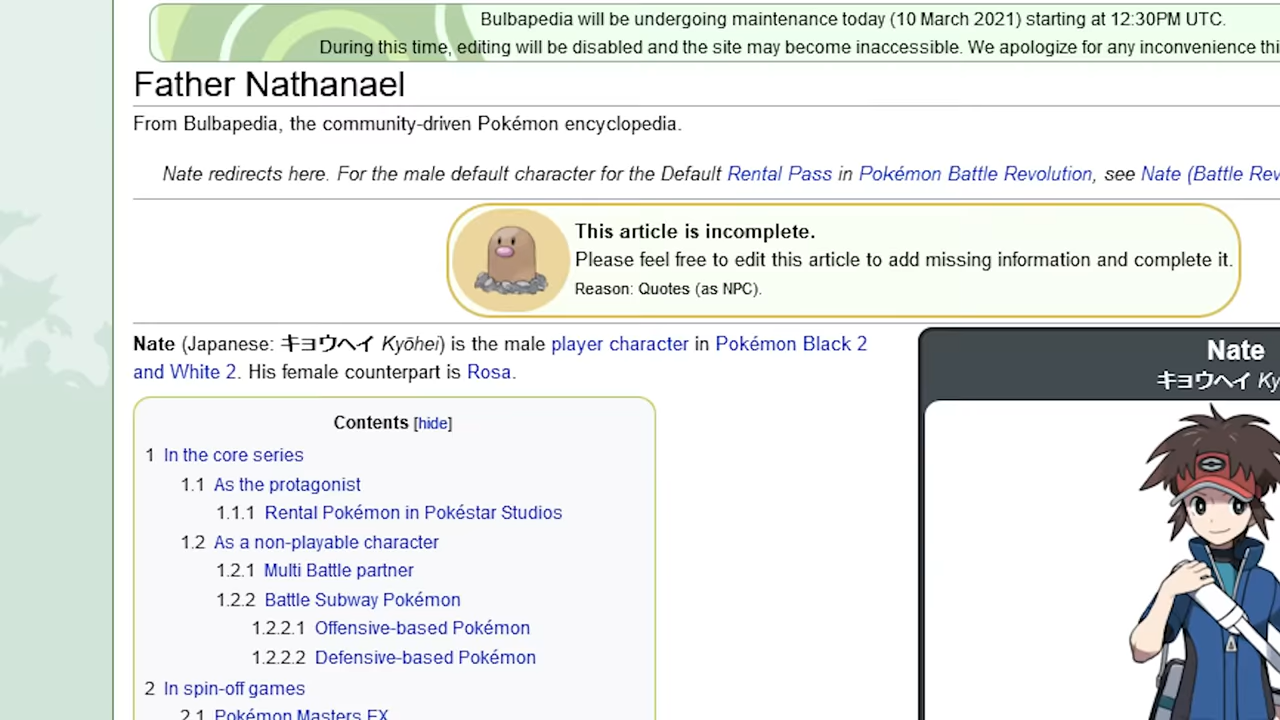 Bulbapedia will be undergoing maintenance today (10 March 2021) starting at 12:30PM UTC.
During this time, editing will be disabled and the site may become inaccessible. We apologize for any inconvenience thi
Father Nathanael
From Bulbapedia, the community-driven Pokémon encyclopedia.
Nate redirects here. For the male default character for the Default Rental Pass in Pokémon Battle Revolution, see Nate (Battle Rev
This article is incomplete.
Please feel free to edit this article to add missing information and complete it.
Reason: Quotes (as NPC).
Nate (Japanese: キョウヘイ Kyōhei) is the male player character in Pokémon Black 2
and White 2. His female counterpart is Rosa.
Nate
キョウヘイ Ky
Contents [hide]
1 In the core series
1.1 As the protagonist
1.1.1 Rental Pokémon in Pokéstar Studios
1.2 As a non-playable character
1.2.1 Multi Battle partner
1.2.2 Battle Subway Pokémon
1.2.2.1 Offensive-based Pokémon
1.2.2.2 Defensive-based Pokémon
2 In spin-off games
2.1 Pokémon Masters EX